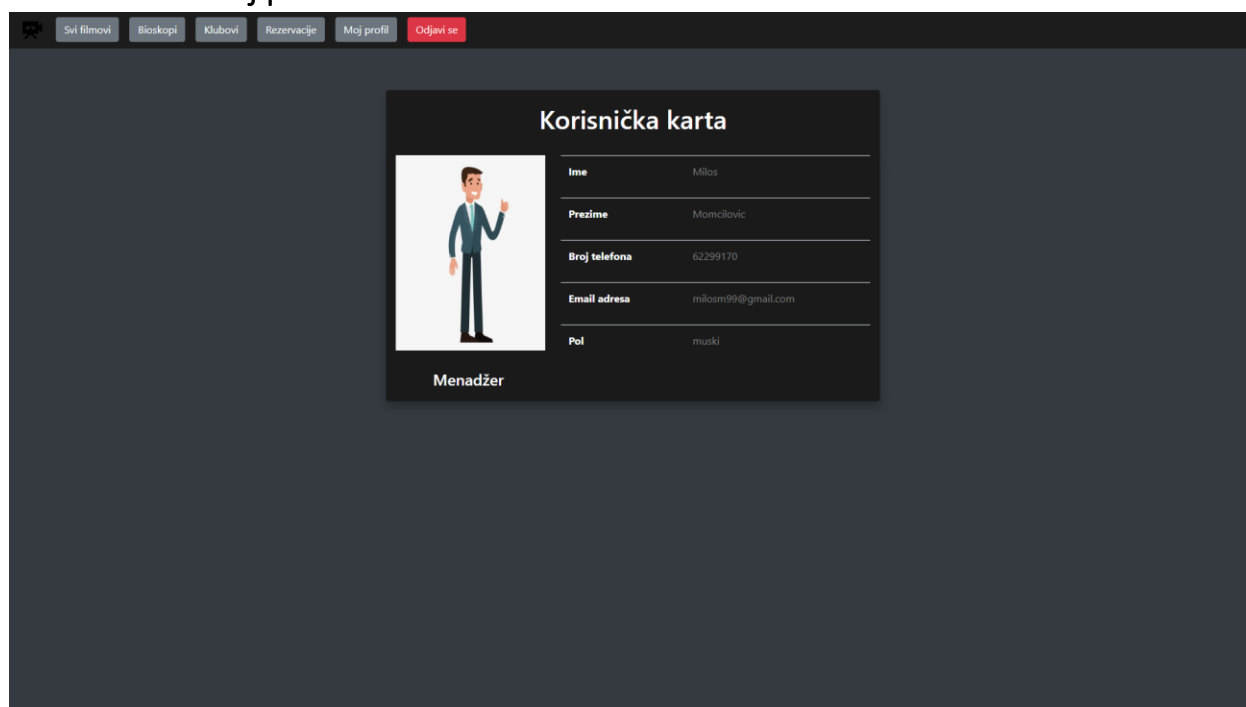 Svi filmovi Bioskopi Klubovi Rezervacije Moj profil Odjavi se
Korisnička karta
Ime Milos
Prezime Momcilovic
Broj telefona 62299170
Email adresa milosm99@gmail.com
Pol muski
Menadžer